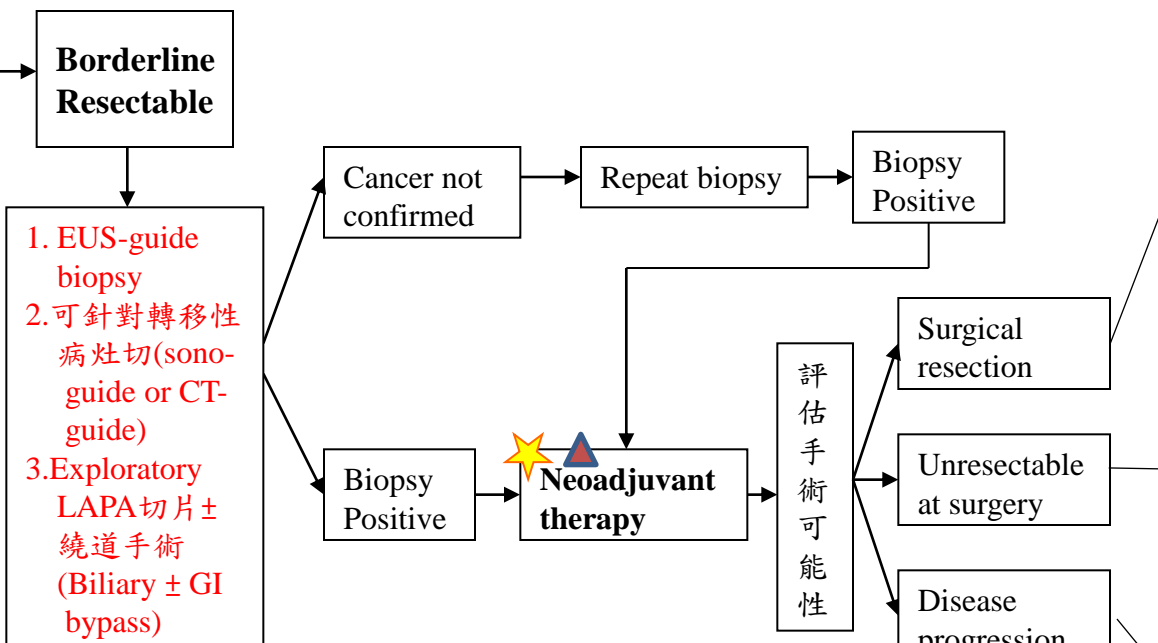 Borderline
Resectable
1. EUS-guide
biopsy
2.可針對轉移性
病灶切(sono-
guide or CT-
guide)
3.Exploratory
LAPA切片±
繞道手術
(Biliary ± GI
bypass)
Cancer not
confirmed
Repeat biopsy
Biopsy
Positive
Biopsy
Positive
Neoadjuvant
therapy
評
估
手
術
可
能
性
Surgical
resection
Unresectable
at surgery
Disease
progression